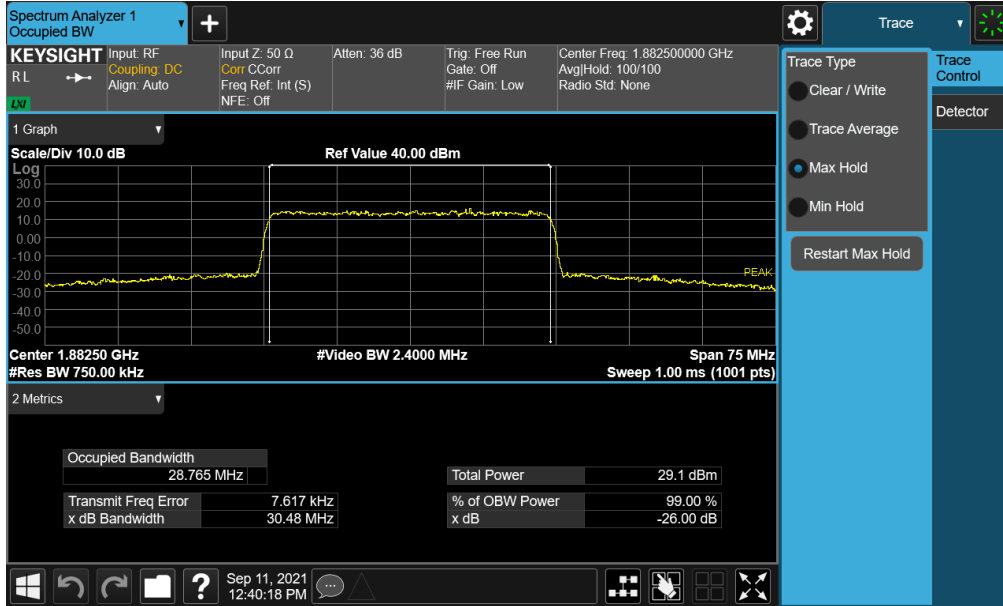 Spectrum Analyzer 1
Occupied BW
Trace
KEYSIGHT
RL
LXI
Input: RF
Coupling: DC
Align: Auto
Input Z: 50 Ω
Corr CCorr
Freq Ref: Int (S)
NFE: Off
Atten: 36 dB
Trig: Free Run
Gate: Off
#IF Gain: Low
Center Freq: 1.882500000 GHz
Avg|Hold: 100/100
Radio Std: None
Trace Type
Clear / Write
Trace Average
Max Hold
Min Hold
Restart Max Hold
Trace
Control
Detector
1 Graph
Scale/Div 10.0 dB
Ref Value 40.00 dBm
Log
30.0
20.0
10.0
0.00
-10.0
-20.0
-30.0
-40.0
-50.0
PEAK
Center 1.88250 GHz
#Video BW 2.4000 MHz
Span 75 MHz
#Res BW 750.00 kHz
Sweep 1.00 ms (1001 pts)
2 Metrics
Occupied Bandwidth
28.765 MHz
Total Power 29.1 dBm
Transmit Freq Error 7.617 kHz
% of OBW Power 99.00 %
x dB Bandwidth 30.48 MHz
x dB -26.00 dB
?
Sep 11, 2021
12:40:18 PM